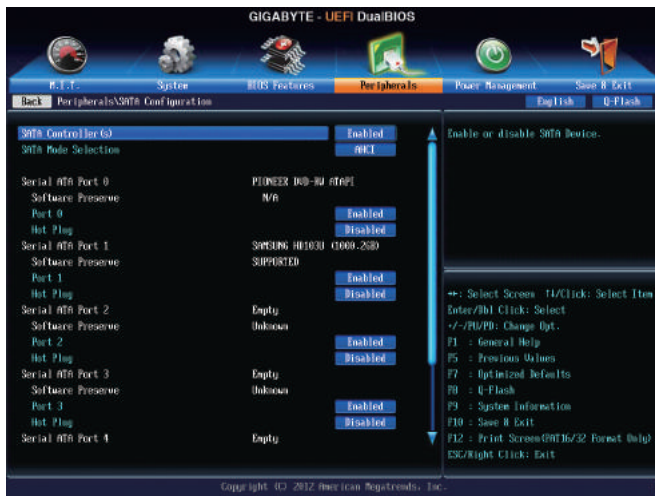 GIGABYTE - UEFI DualBIOS
M.I.T. System BIOS Features Peripherals Power Management Save & Exit
Back Peripherals\SATA Configuration English Q-Flash
SATA Controller(s) Enabled
SATA Mode Selection AHCI
Serial ATA Port 0 PIONEER DVD-RW ATAPI
Software Preserve N/A
Port 0 Enabled
Hot Plug Disabled
Serial ATA Port 1 SAMSUNG HD103U (1000.2GB)
Software Preserve SUPPORTED
Port 1 Enabled
Hot Plug Disabled
Serial ATA Port 2 Empty
Software Preserve Unknown
Port 2 Enabled
Hot Plug Disabled
Serial ATA Port 3 Empty
Software Preserve Unknown
Port 3 Enabled
Hot Plug Disabled
Serial ATA Port 4 Empty
Enable or disable SATA Device.
↔: Select Screen ↑↓/Click: Select Item
Enter/Dbl Click: Select
+/-/PU/PD: Change Opt.
F1 : General Help
F5 : Previous Values
F7 : Optimized Defaults
F8 : Q-Flash
F9 : System Information
F10 : Save & Exit
F12 : Print Screen(FAT16/32 Format Only)
ESC/Right Click: Exit
Copyright (C) 2012 American Megatrends, Inc.